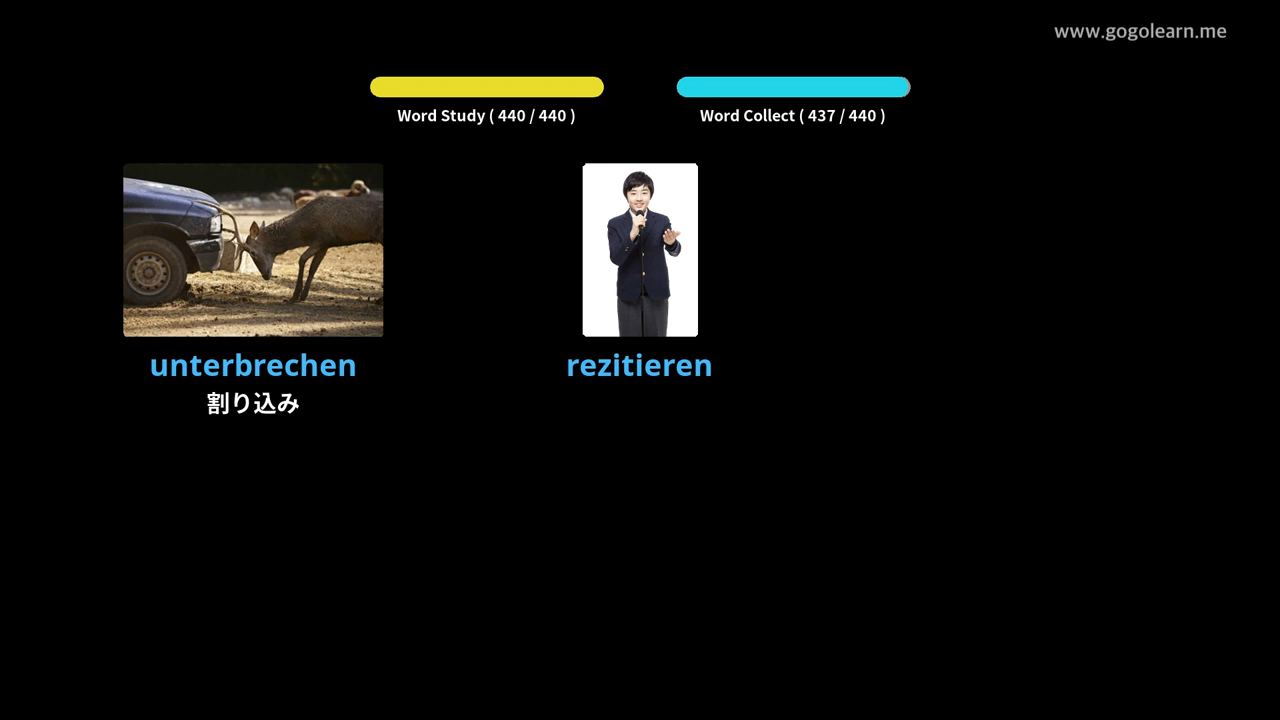 www.gogolearn.me
Word Study ( 440 / 440 )
Word Collect ( 437 / 440 )
unterbrechen
割り込み
rezitieren